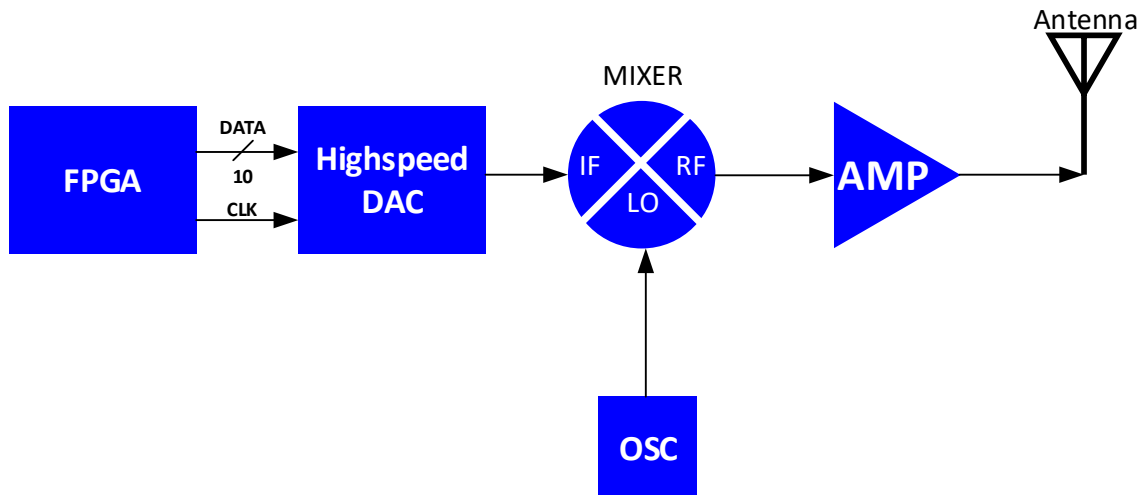 Antenna
MIXER
FPGA
DATA
10
CLK
Highspeed
DAC
IF
RF
LO
AMP
OSC